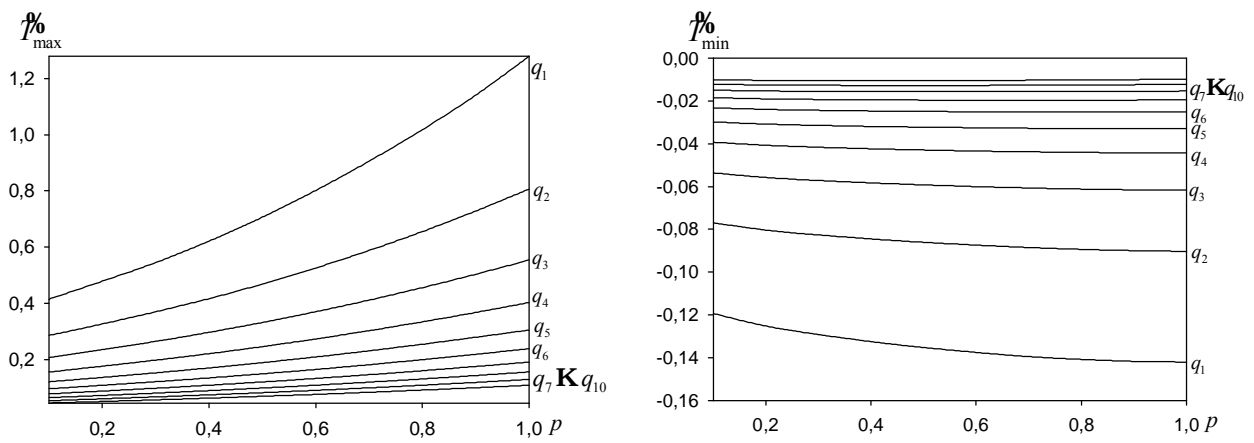 T%max
1,2
1,0
0,8
0,6
0,4
0,2
0,2 0,4 0,6 0,8 1,0 p
q1
q2
q3
q4
q5
q6
q7 K q10
T%min
0,00
-0,02
-0,04
-0,06
-0,08
-0,10
-0,12
-0,14
-0,16
0,2 0,4 0,6 0,8 1,0 p
q7 K q10
q6
q5
q4
q3
q2
q1